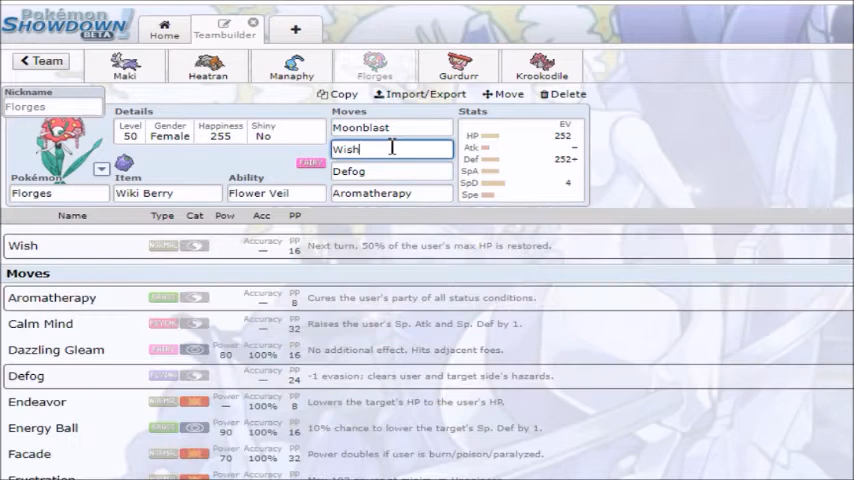 Pokémon
SHOWDOWN!
BETA
Home
Teambuilder
+
< Team
Maki
Heatran
Manaphy
Florges
Gurdurr
Krookodile
Copy
Import/Export
Move
Delete
Nickname
Florges
Details
Moves
Stats
Level
50
Gender
Female
Happiness
255
Shiny
No
Moonblast
EV
HP 252
Atk –
Def 252+
SpA
SpD 4
Spe
Wish
FAIRY
Defog
Pokémon
Item
Ability
Florges
Wiki Berry
Flower Veil
Aromatherapy
Name Type Cat Pow Acc PP
Wish NORMAL Accuracy — PP 16 Next turn, 50% of the user's max HP is restored.
Moves
Aromatherapy GRASS Accuracy — PP 8 Cures the user's party of all status conditions.
Calm Mind PSYCHC Accuracy — PP 32 Raises the user's Sp. Atk and Sp. Def by 1.
Dazzling Gleam FAIRY Power 80 Accuracy 100% PP 16 No additional effect. Hits adjacent foes.
Defog FLYING Accuracy — PP 24 -1 evasion; clears user and target side's hazards.
Endeavor NORMAL Power — Accuracy 100% PP 8 Lowers the target's HP to the user's HP.
Energy Ball GRASS Power 90 Accuracy 100% PP 16 10% chance to lower the target's Sp. Def by 1.
Facade NORMAL Power 70 Accuracy 100% PP 32 Power doubles if user is burn/poison/paralyzed.